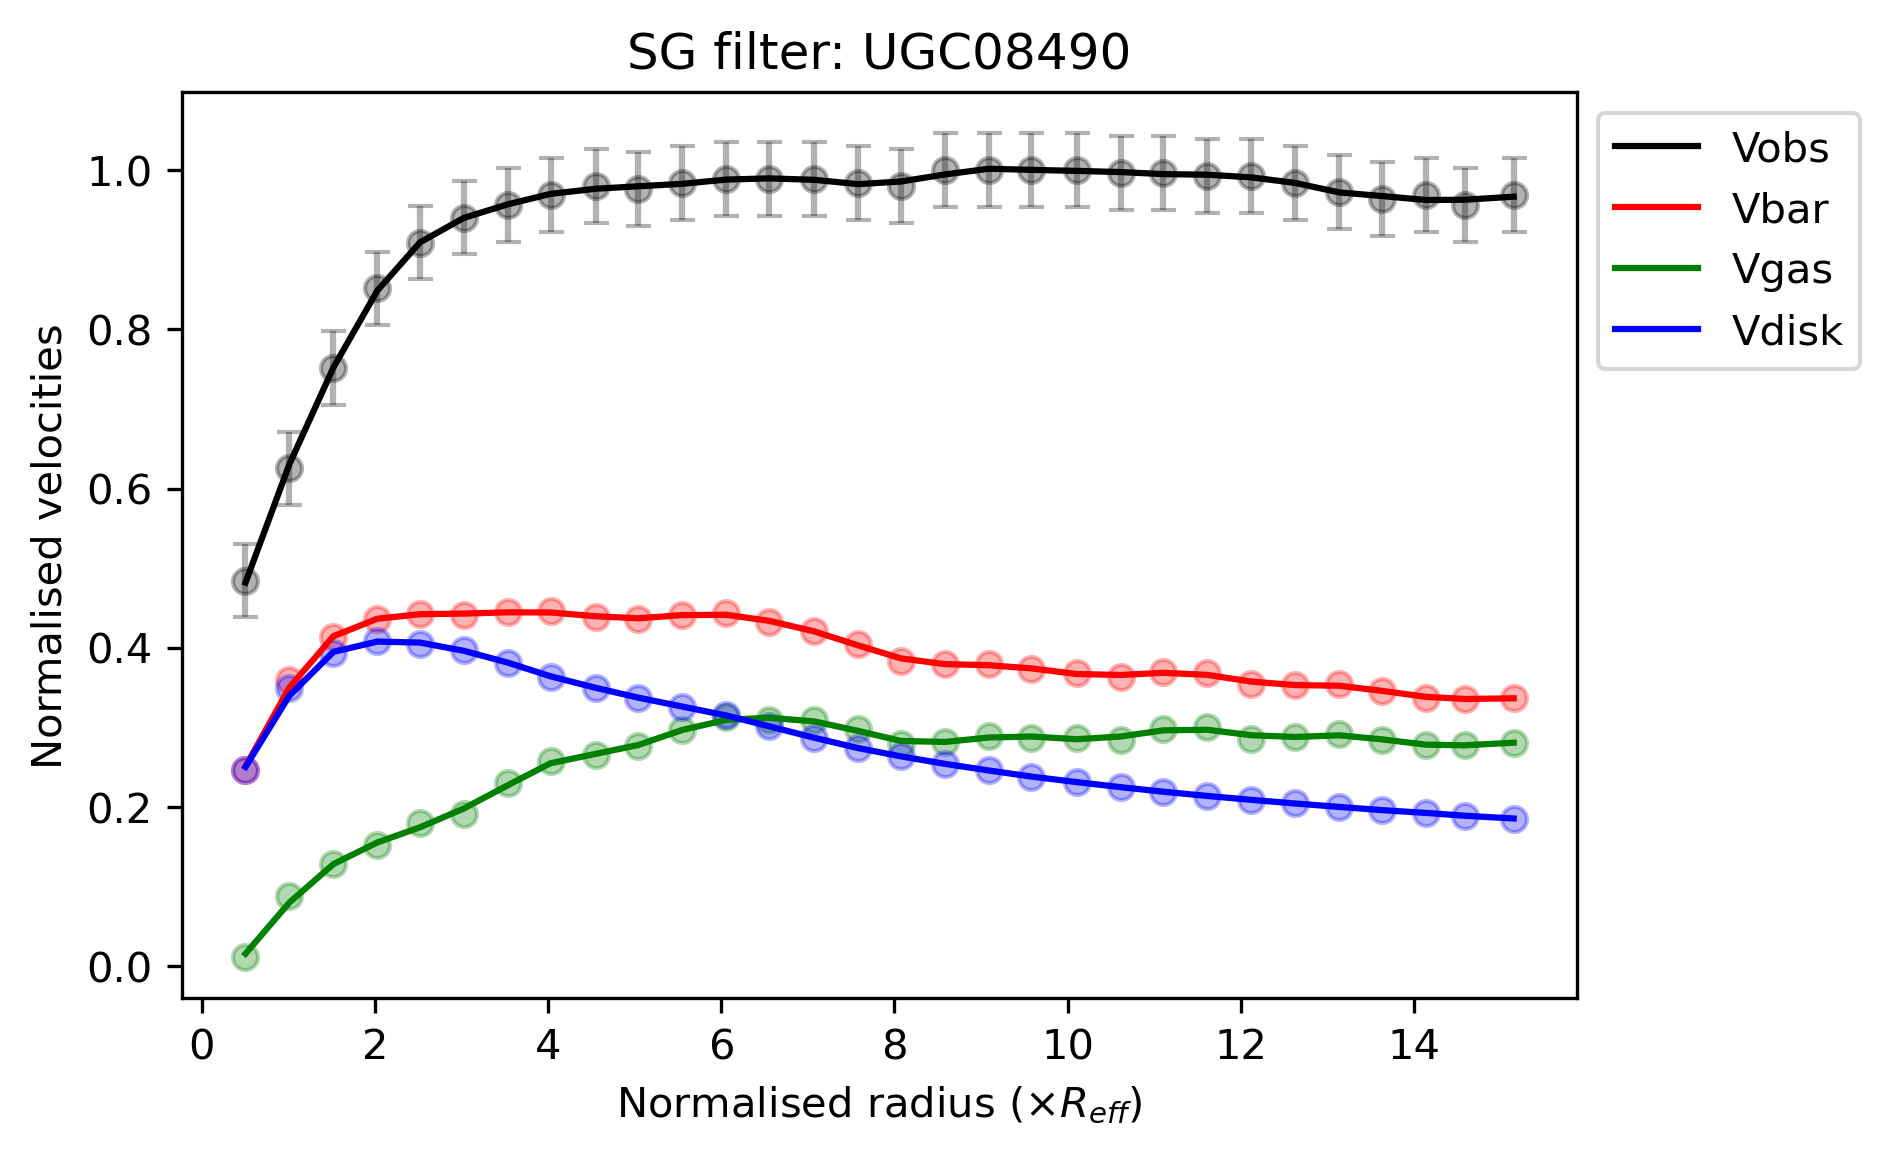 SG filter: UGC08490
Vobs
Vbar
Vgas
Vdisk
Normalised velocities
1.0
0.8
0.6
0.4
0.2
0.0
0 2 4 6 8 10 12 14
Normalised radius (×R_eff)